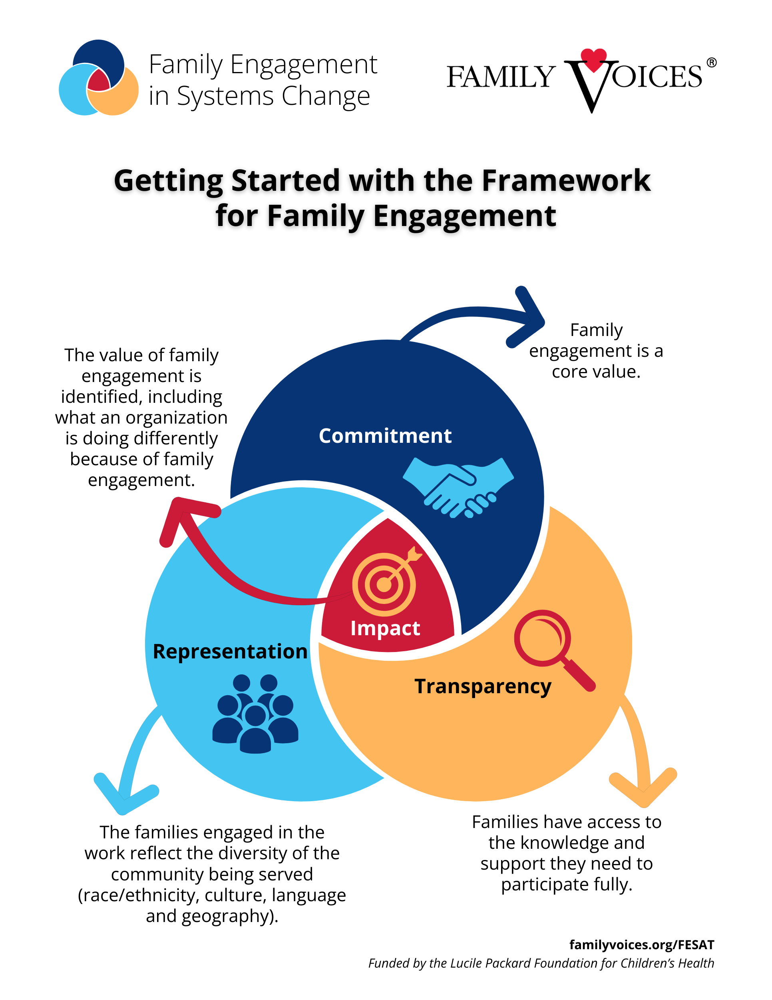 Family Engagement
in Systems Change
FAMILY VOICES®
Getting Started with the Framework
for Family Engagement
Family
engagement is a
core value.
The value of family
engagement is
identified, including
what an organization
is doing differently
because of family
engagement.
Commitment
Impact
Representation
Transparency
The families engaged in the
work reflect the diversity of the
community being served
(race/ethnicity, culture, language
and geography).
Families have access to
the knowledge and
support they need to
participate fully.
familyvoices.org/FESAT
Funded by the Lucile Packard Foundation for Children’s Health